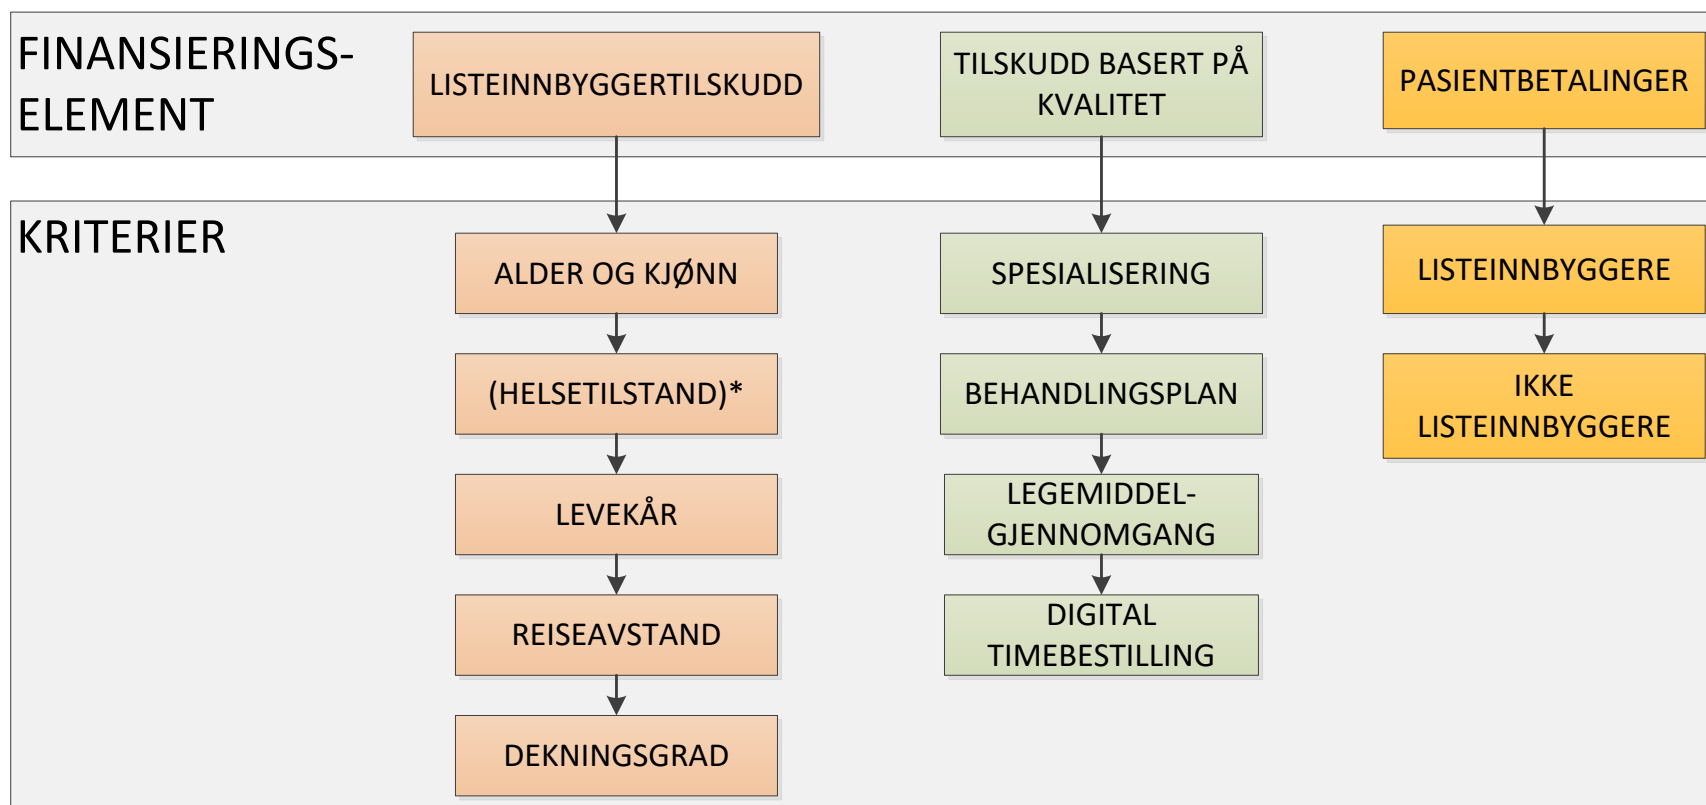 FINANSIERINGS-
ELEMENT
LISTEINNBYGGERTILSKUDD
TILSKUDD BASERT PÅ
KVALITET
PASIENTBETALINGER
KRITERIER
ALDER OG KJØNN
(HELSETILSTAND)*
LEVEKÅR
REISEAVSTAND
DEKNINGSGRAD
SPESIALISERING
BEHANDLINGSPLAN
LEGEMIDDEL-
GJENNOMGANG
DIGITAL
TIMEBESTILLING
LISTEINNBYGGERE
IKKE
LISTEINNBYGGERE